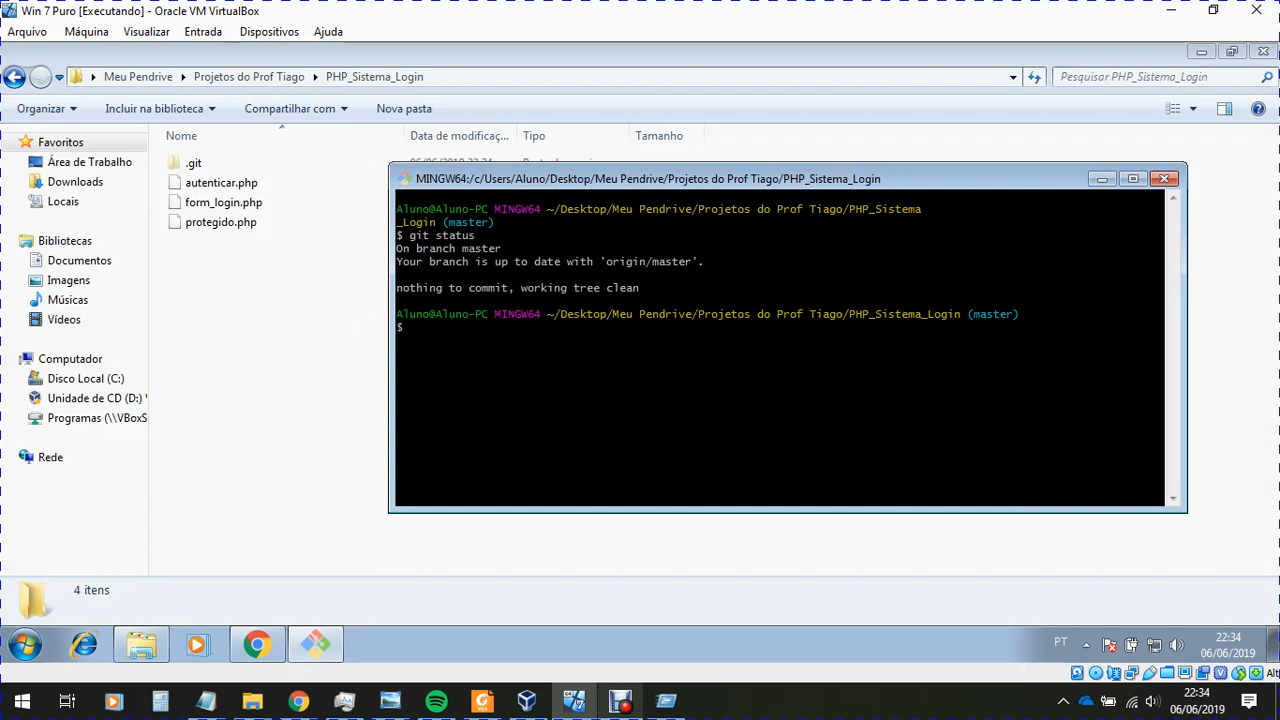 Win 7 Puro [Executando] - Oracle VM VirtualBox
Arquivo Máquina Visualizar Entrada Dispositivos Ajuda
Meu Pendrive Projetos do Prof Tiago PHP_Sistema_Login
Pesquisar PHP_Sistema_Login
Organizar Incluir na biblioteca Compartilhar com Nova pasta
Favoritos
Área de Trabalho
Downloads
Locais
Bibliotecas
Documentos
Imagens
Músicas
Vídeos
Computador
Disco Local (C:)
Unidade de CD (D:)
Programas (\\VBoxS
Rede
Nome Data de modificaç... Tipo Tamanho
.git
autenticar.php
form_login.php
protegido.php
MINGW64:/c/Users/Aluno/Desktop/Meu Pendrive/Projetos do Prof Tiago/PHP_Sistema_Login
Aluno@Aluno-PC MINGW64 ~/Desktop/Meu Pendrive/Projetos do Prof Tiago/PHP_Sistema
_Login (master)
$ git status
On branch master
Your branch is up to date with 'origin/master'.
nothing to commit, working tree clean
Aluno@Aluno-PC MINGW64 ~/Desktop/Meu Pendrive/Projetos do Prof Tiago/PHP_Sistema_Login (master)
$
4 itens
PT
22:34
06/06/2019
Alt
22:34
06/06/2019